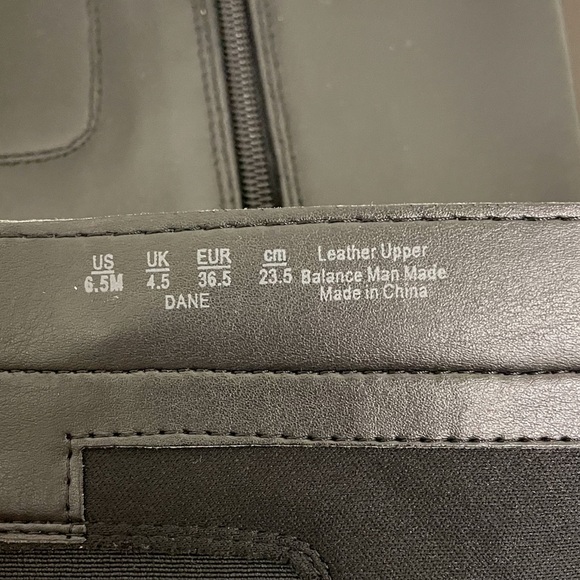 US UK EUR cm Leather Upper
6.5M 4.5 36.5 23.5 Balance Man Made
DANE Made in China